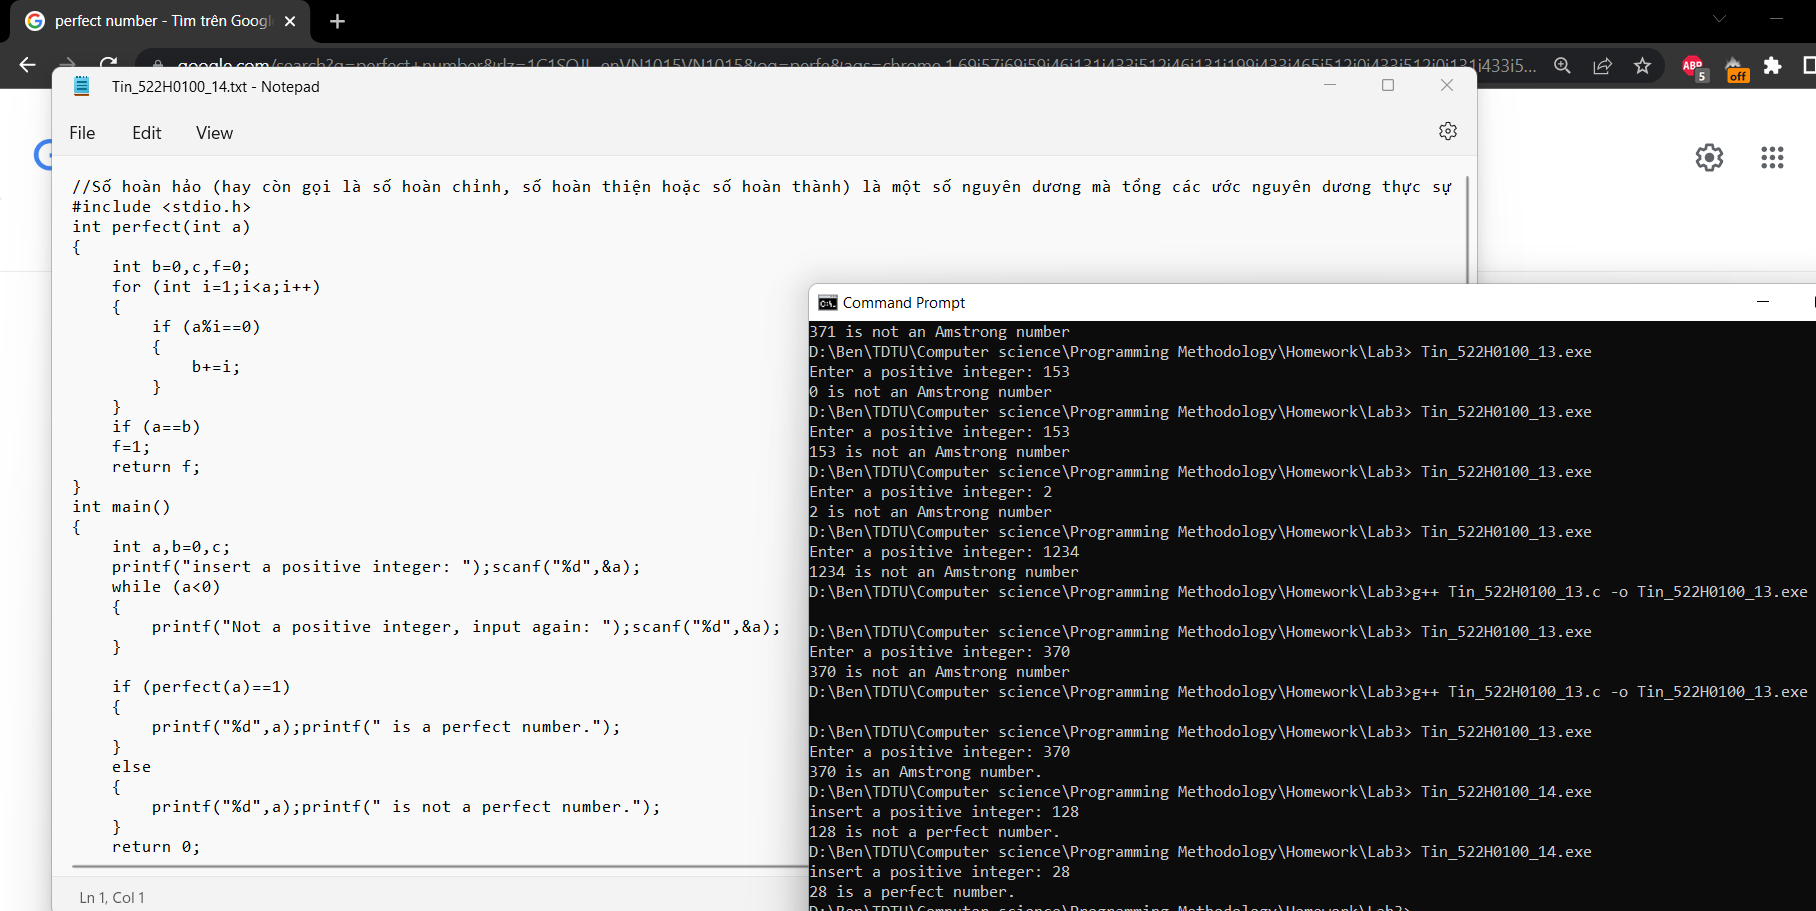 perfect number - Tìm trên Googl
google.com
Tin_522H0100_14.txt - Notepad
ABP
5
off
File Edit View
//Số hoàn hảo (hay còn gọi là số hoàn chỉnh, số hoàn thiện hoặc số hoàn thành) là một số nguyên dương mà tổng các ước nguyên dương thực sự
#include <stdio.h>
int perfect(int a)
{
    int b=0,c,f=0;
    for (int i=1;i<a;i++)
    {
        if (a%i==0)
        {
            b+=i;
        }
    }
    if (a==b)
    f=1;
    return f;
}
int main()
{
    int a,b=0,c;
    printf("insert a positive integer: ");scanf("%d",&a);
    while (a<0)
    {
        printf("Not a positive integer, input again: ");scanf("%d",&a);
    }
    if (perfect(a)==1)
    {
        printf("%d",a);printf(" is a perfect number.");
    }
    else
    {
        printf("%d",a);printf(" is not a perfect number.");
    }
    return 0;
Ln 1, Col 1
Command Prompt
371 is not an Amstrong number
D:\Ben\TDTU\Computer science\Programming Methodology\Homework\Lab3> Tin_522H0100_13.exe
Enter a positive integer: 153
0 is not an Amstrong number
D:\Ben\TDTU\Computer science\Programming Methodology\Homework\Lab3> Tin_522H0100_13.exe
Enter a positive integer: 153
153 is not an Amstrong number
D:\Ben\TDTU\Computer science\Programming Methodology\Homework\Lab3> Tin_522H0100_13.exe
Enter a positive integer: 2
2 is not an Amstrong number
D:\Ben\TDTU\Computer science\Programming Methodology\Homework\Lab3> Tin_522H0100_13.exe
Enter a positive integer: 1234
1234 is not an Amstrong number
D:\Ben\TDTU\Computer science\Programming Methodology\Homework\Lab3>g++ Tin_522H0100_13.c -o Tin_522H0100_13.exe
D:\Ben\TDTU\Computer science\Programming Methodology\Homework\Lab3> Tin_522H0100_13.exe
Enter a positive integer: 370
370 is not an Amstrong number
D:\Ben\TDTU\Computer science\Programming Methodology\Homework\Lab3>g++ Tin_522H0100_13.c -o Tin_522H0100_13.exe
D:\Ben\TDTU\Computer science\Programming Methodology\Homework\Lab3> Tin_522H0100_13.exe
Enter a positive integer: 370
370 is an Amstrong number.
D:\Ben\TDTU\Computer science\Programming Methodology\Homework\Lab3> Tin_522H0100_14.exe
insert a positive integer: 128
128 is not a perfect number.
D:\Ben\TDTU\Computer science\Programming Methodology\Homework\Lab3> Tin_522H0100_14.exe
insert a positive integer: 28
28 is a perfect number.
D:\Ben\TDTU\Computer science\Programming Methodology\Homework\Lab3>